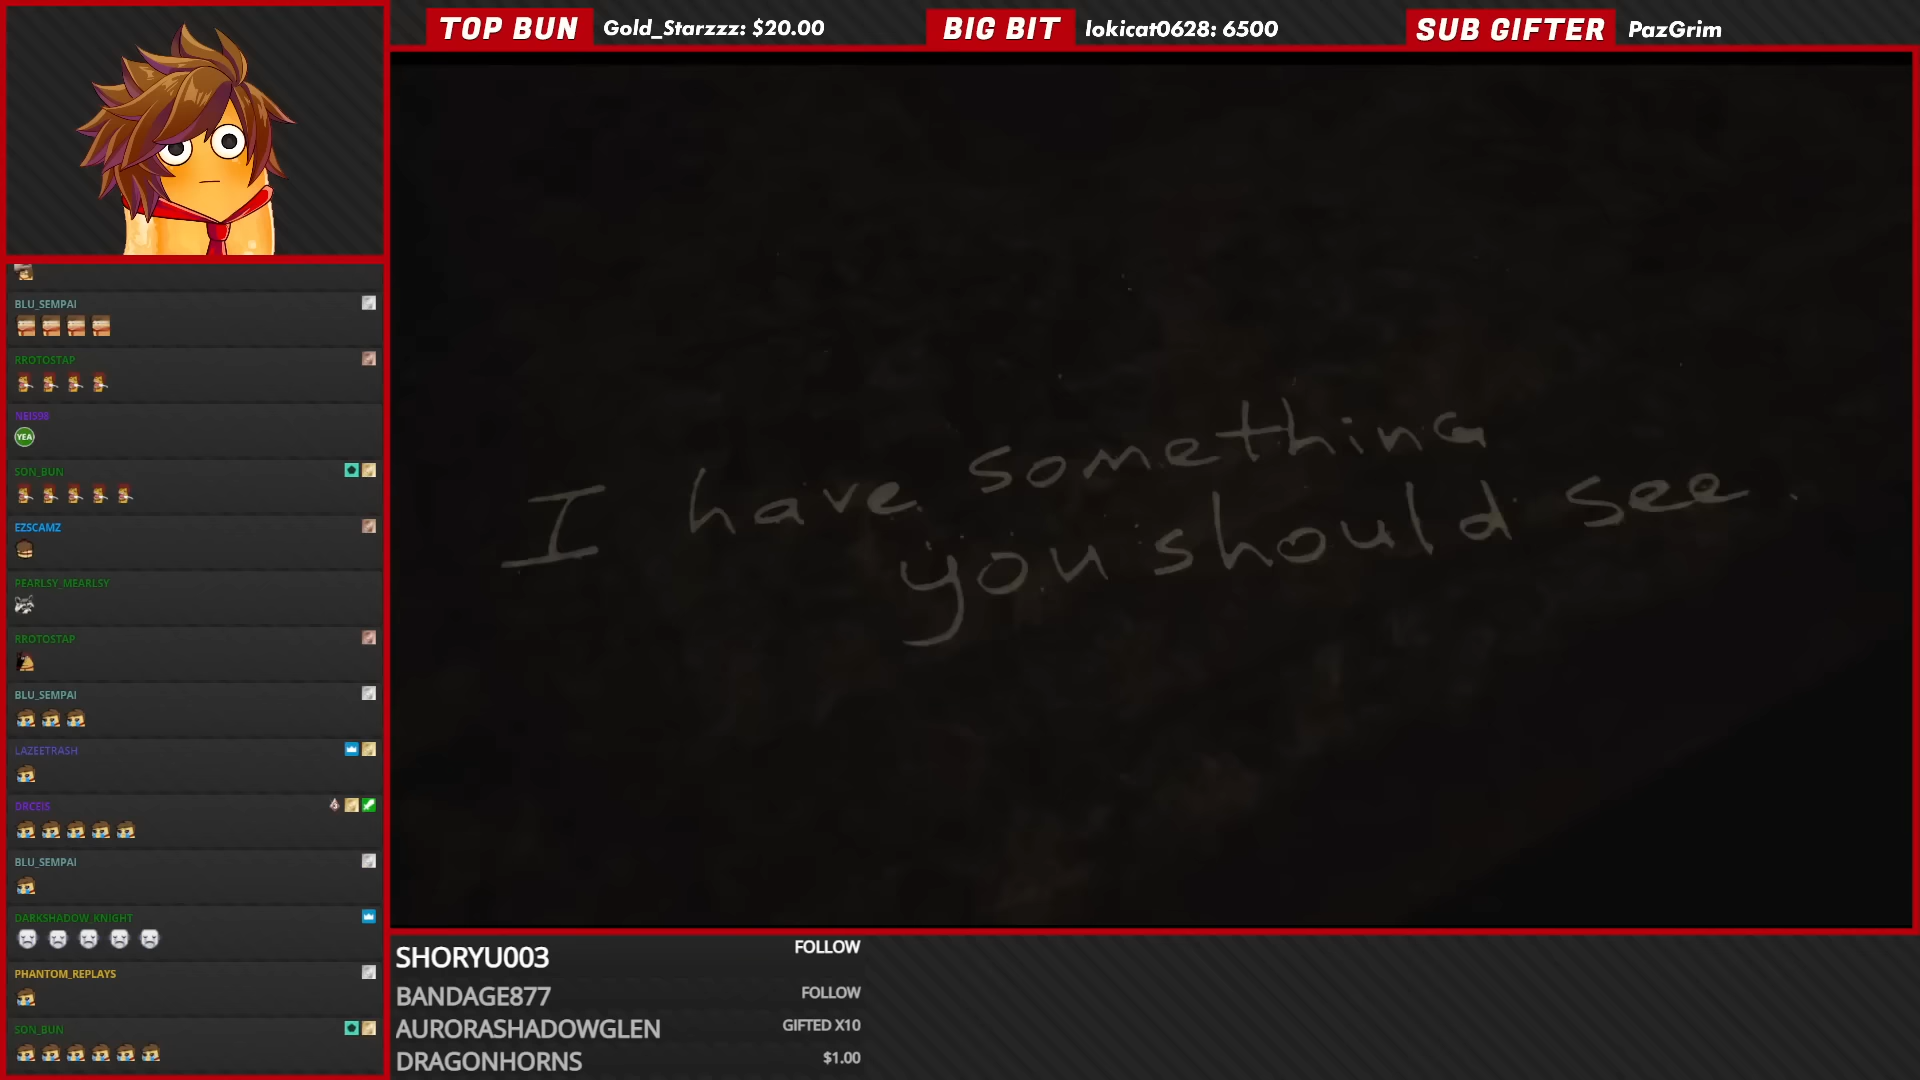 TOP BUN Gold_Starzzz: $20.00 BIG BIT lokicat0628: 6500 SUB GIFTER PazGrim
BLU_SEMPAI
RROTOSTAP
NEIS98
YEA
SON_BUN
EZSCAMZ
PEARLSY_MEARLSY
RROTOSTAP
BLU_SEMPAI
LAZEETRASH
DRCEIS
BLU_SEMPAI
DARKSHADOW_KNIGHT
PHANTOM_REPLAYS
SON_BUN
I have something
you should see.
SHORYU003 FOLLOW
BANDAGE877 FOLLOW
AURORASHADOWGLEN GIFTED X10
DRAGONHORNS $1.00